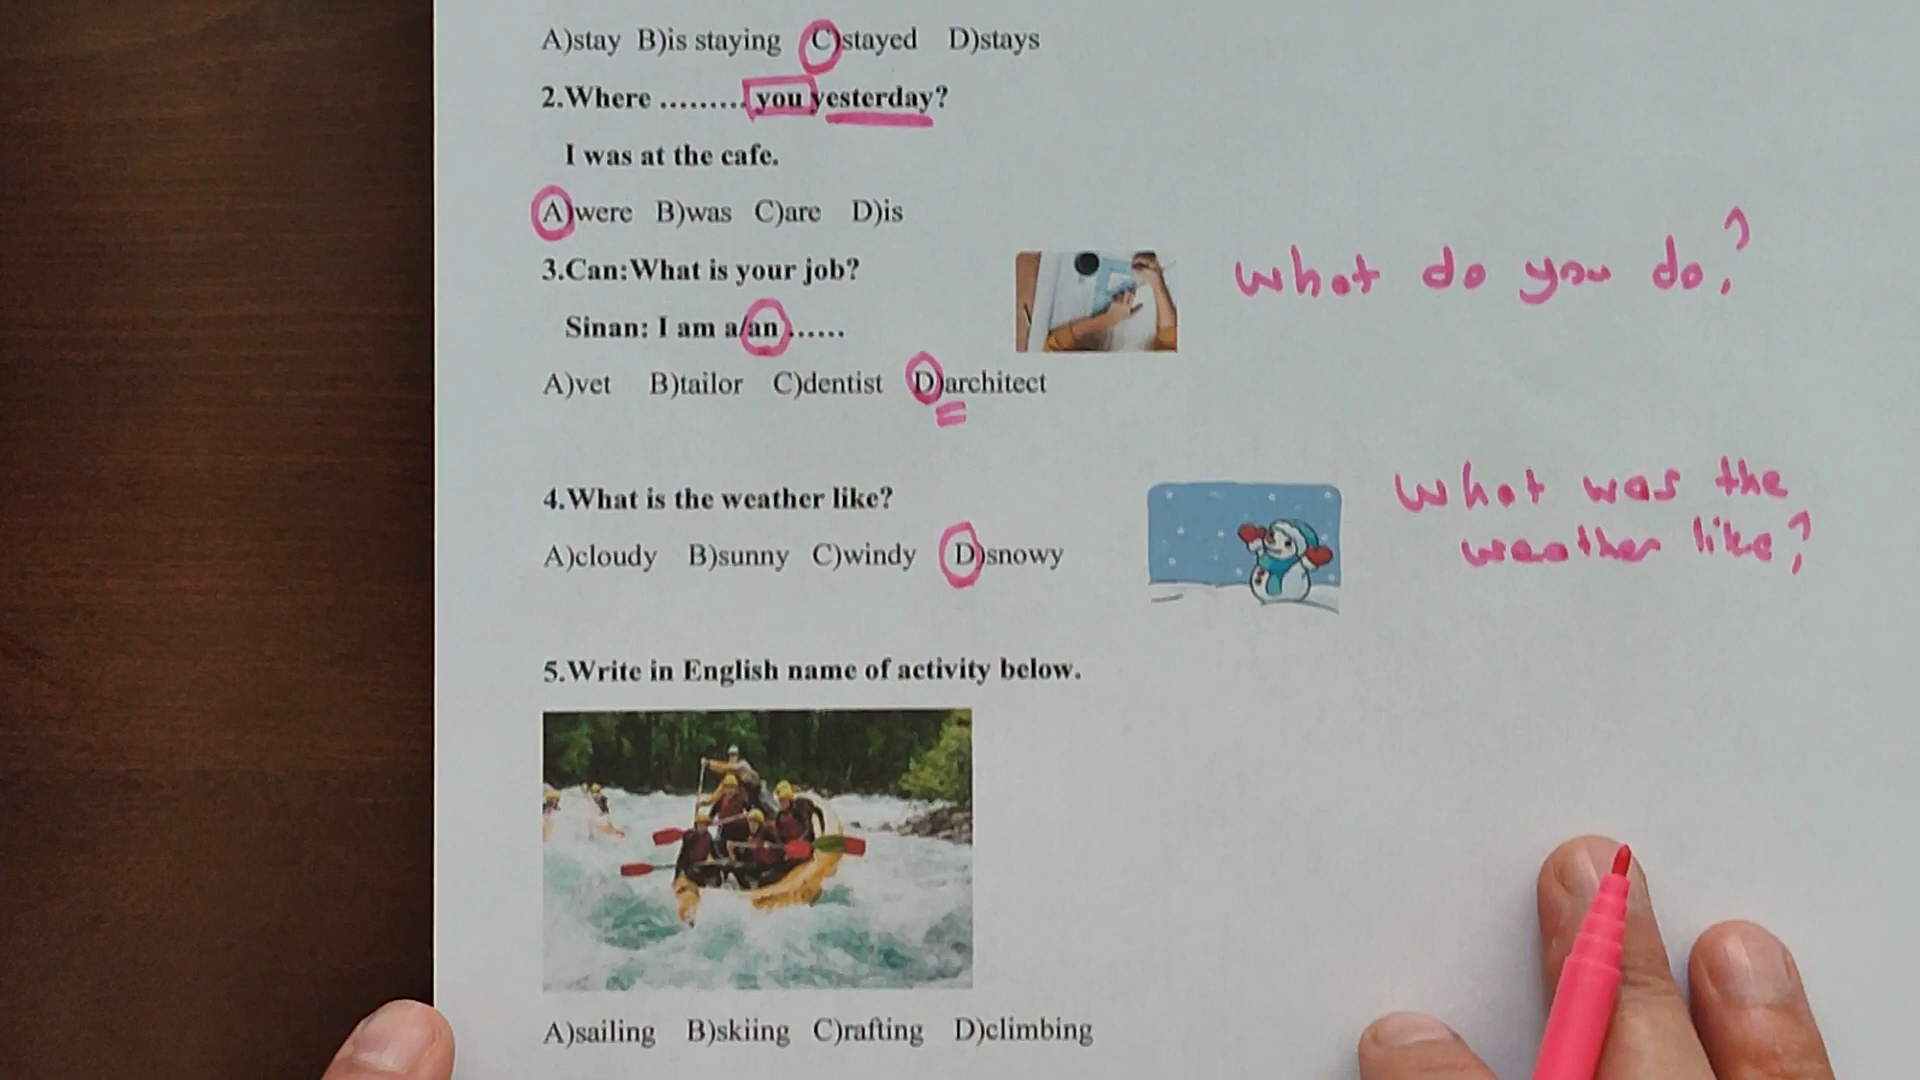 A)stay B)is staying C)stayed D)stays
2.Where ......... you yesterday?
I was at the cafe.
A)were B)was C)are D)is
3.Can:What is your job?
What do you do?
Sinan: I am a/an ......
A)vet B)tailor C)dentist D)architect
4.What is the weather like?
What was the
weather like?
A)cloudy B)sunny C)windy D)snowy
5.Write in English name of activity below.
A)sailing B)skiing C)rafting D)climbing